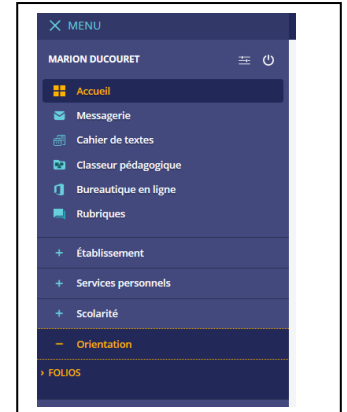 MENU
MARION DUCOURET
Accueil
Messagerie
Cahier de textes
Classeur pédagogique
Bureautique en ligne
Rubriques
+ Établissement
+ Services personnels
+ Scolarité
– Orientation
› FOLIOS